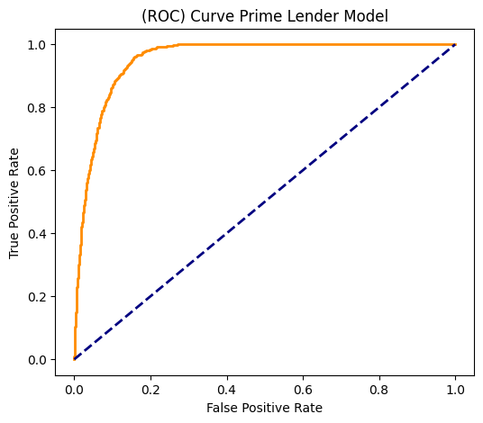 (ROC) Curve Prime Lender Model
1.0
0.8
0.6
0.4
0.2
0.0
True Positive Rate
0.0 0.2 0.4 0.6 0.8 1.0
False Positive Rate